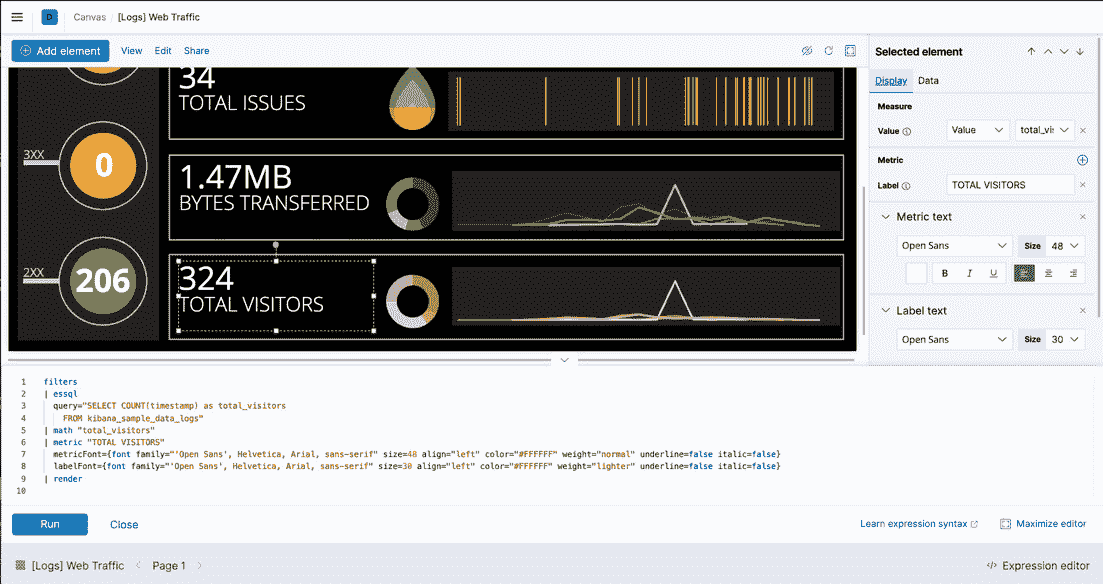 D Canvas / [Logs] Web Traffic
Add element View Edit Share
Selected element
Display Data
Measure
Value Value total_vis
Metric
Label TOTAL VISITORS
Metric text
Open Sans Size 48
B I U
Label text
Open Sans Size 30
34
TOTAL ISSUES
3XX
0
1.47MB
BYTES TRANSFERRED
2XX
206
324
TOTAL VISITORS
1 filters
2 | essql
3 query="SELECT COUNT(timestamp) as total_visitors
4 FROM kibana_sample_data_logs"
5 | math "total_visitors"
6 | metric "TOTAL VISITORS"
7 metricFont={font family="'Open Sans', Helvetica, Arial, sans-serif" size=48 align="left" color="#FFFFFF" weight="normal" underline=false italic=false}
8 labelFont={font family="'Open Sans', Helvetica, Arial, sans-serif" size=30 align="left" color="#FFFFFF" weight="lighter" underline=false italic=false}
9 | render
10
Run Close Learn expression syntax Maximize editor
[Logs] Web Traffic < Page 1 > </> Expression editor